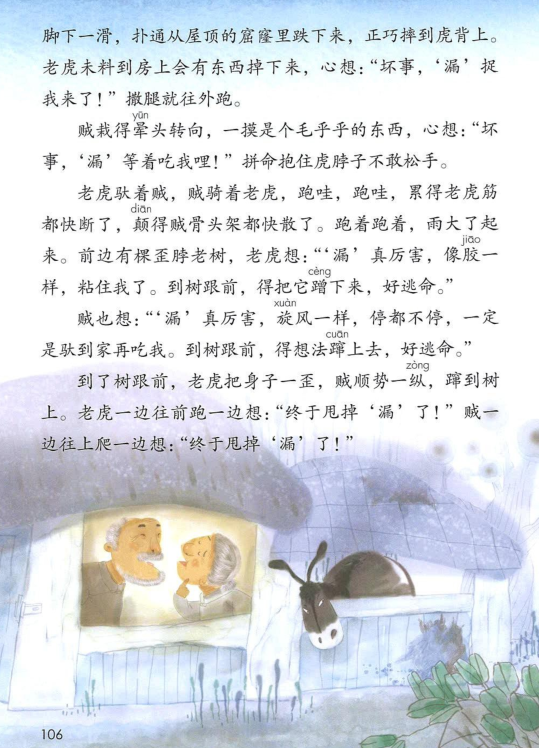 脚下一滑，扑通从屋顶的窟窿里跌下来，正巧摔到虎背上。
老虎未料到房上会有东西掉下来，心想：“坏事，‘漏’捉
我来了！”撒腿就往外跑。
yūn
贼栽得晕头转向，一摸是个毛乎乎的东西，心想：“坏
事，‘漏’等着吃我哩！”拼命抱住虎脖子不敢松手。
老虎驮着贼，贼骑着老虎，跑哇，跑哇，累得老虎筋
diān
都快断了，颠得贼骨头架都快散了。跑着跑着，雨大了起
jiāo
来。前边有棵歪脖老树，老虎想：“‘漏’真厉害，像胶一
cèng
样，粘住我了。到树跟前，得把它蹭下来，好逃命。”
xuàn
贼也想：“‘漏’真厉害，旋风一样，停都不停，一定
cuān
是驮到家再吃我。到树跟前，得想法蹿上去，好逃命。”
zòng
到了树跟前，老虎把身子一歪，贼顺势一纵，蹿到树
上。老虎一边往前跑一边想：“终于甩掉‘漏’了！”贼一
边往上爬一边想：“终于甩掉‘漏’了！”
106